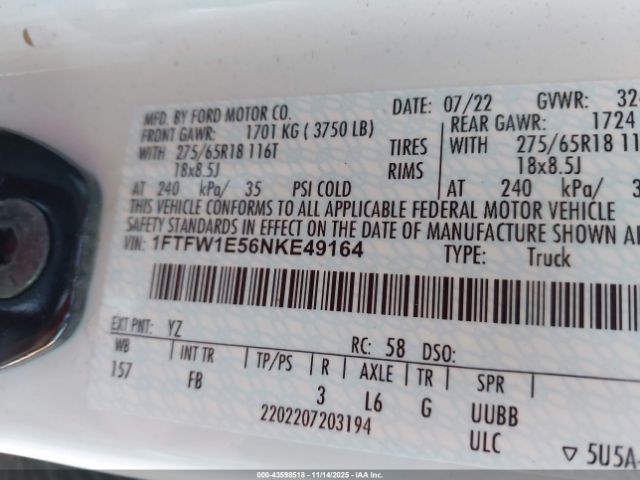 MFD. BY FORD MOTOR CO. DATE: 07/22 GVWR:
FRONT GAWR: 1701 KG ( 3750 LB) REAR GAWR: 1724
WITH 275/65R18 116T TIRES WITH 275/65R18
18x8.5J RIMS 18x8.5J
AT 240 kPa/ 35 PSI COLD AT 240 kPa/
THIS VEHICLE CONFORMS TO ALL APPLICABLE FEDERAL MOTOR VEHICLE
SAFETY STANDARDS IN EFFECT ON THE DATE OF MANUFACTURE SHOWN
VIN: 1FTFW1E56NKE49164 TYPE: Truck
EXT PNT: YZ RC: 58 DSO:
WB INT TR TP/PS R AXLE TR SPR
157 FB 3 L6 G UUBB
2202207203194 ULC
▽ 5U5A-
000-43598518 - 11/14/2025 - IAA Inc.